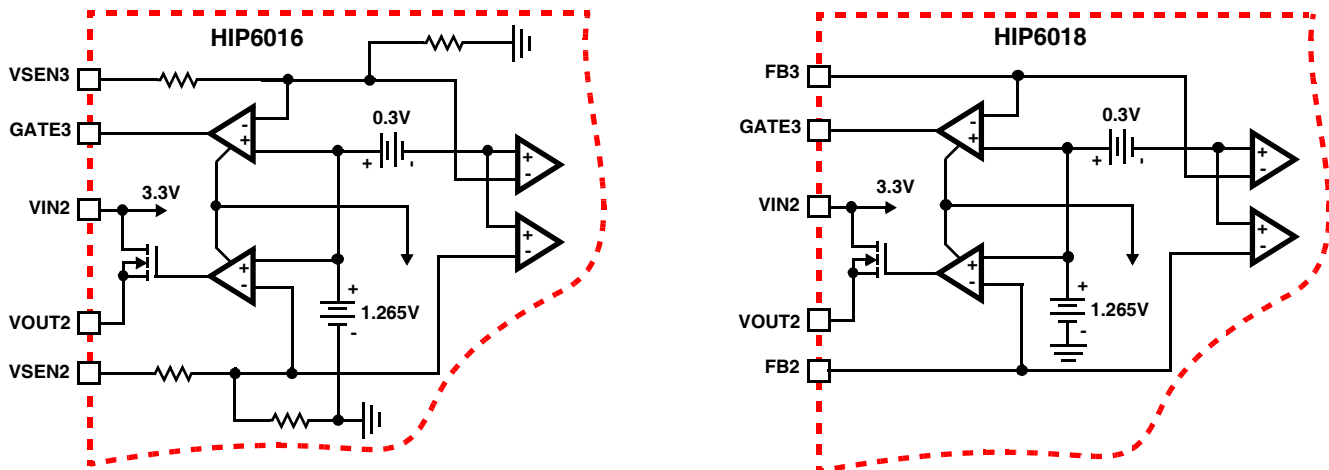 HIP6016
VSEN3
0.3V
GATE3
-
+
+
-
+
-
3.3V
VIN2
+
-
+
-
+
1.265V
-
VOUT2
VSEN2
HIP6018
FB3
0.3V
GATE3
-
+
+
-
+
-
3.3V
VIN2
+
-
+
-
+
1.265V
-
VOUT2
FB2